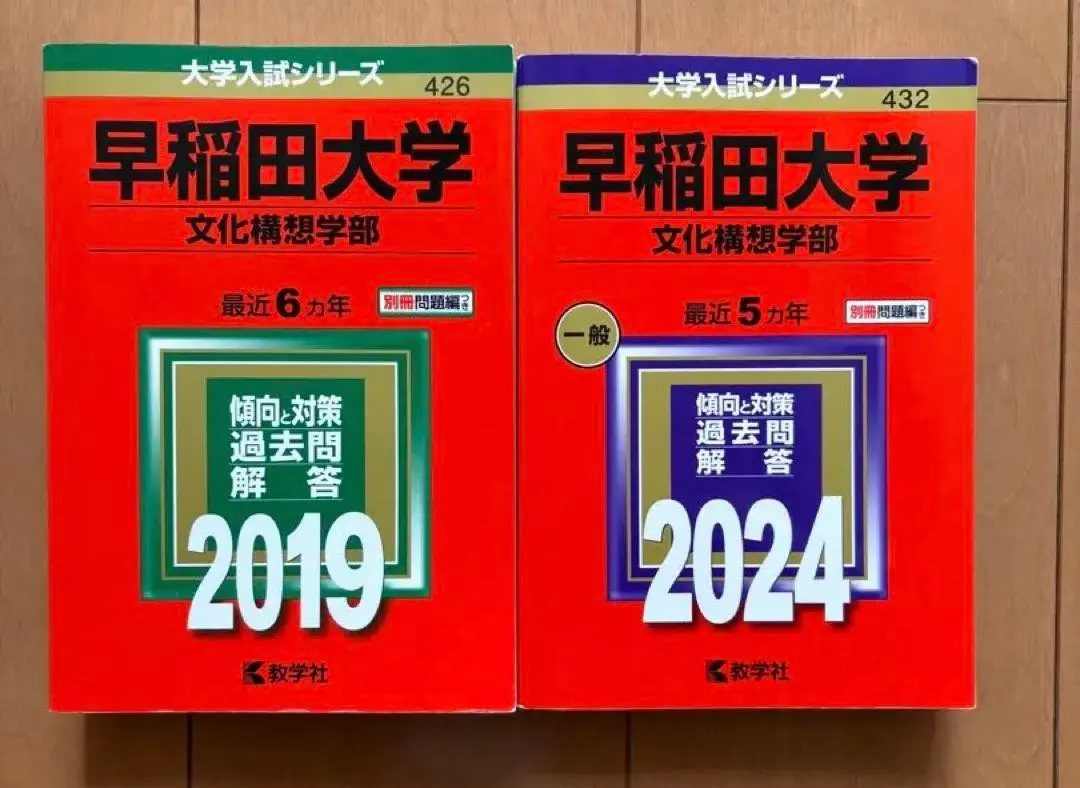 大学入試シリーズ
426
早稲田大学
文化構想学部
最近6カ年
別冊問題編つき
傾向と対策
過去問
解答
2019
教学社
大学入試シリーズ
432
早稲田大学
文化構想学部
最近5カ年
別冊問題編つき
一般
傾向と対策
過去問
解答
2024
教学社